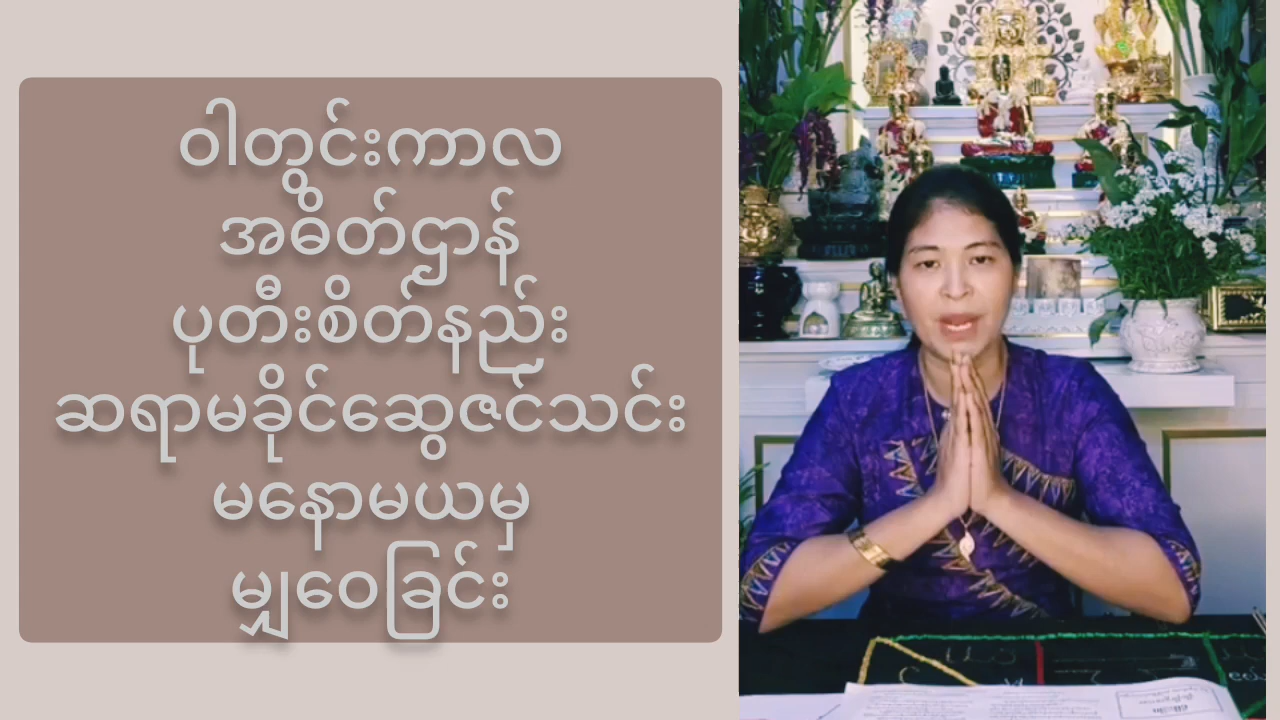 ဝါတွင်းကာလ
အဓိတ်ဌာန်
ပုတီးစိတ်နည်း
ဆရာမခိုင်ဆွေဇင်သင်း
မနောမယမှ
မျှဝေခြင်း